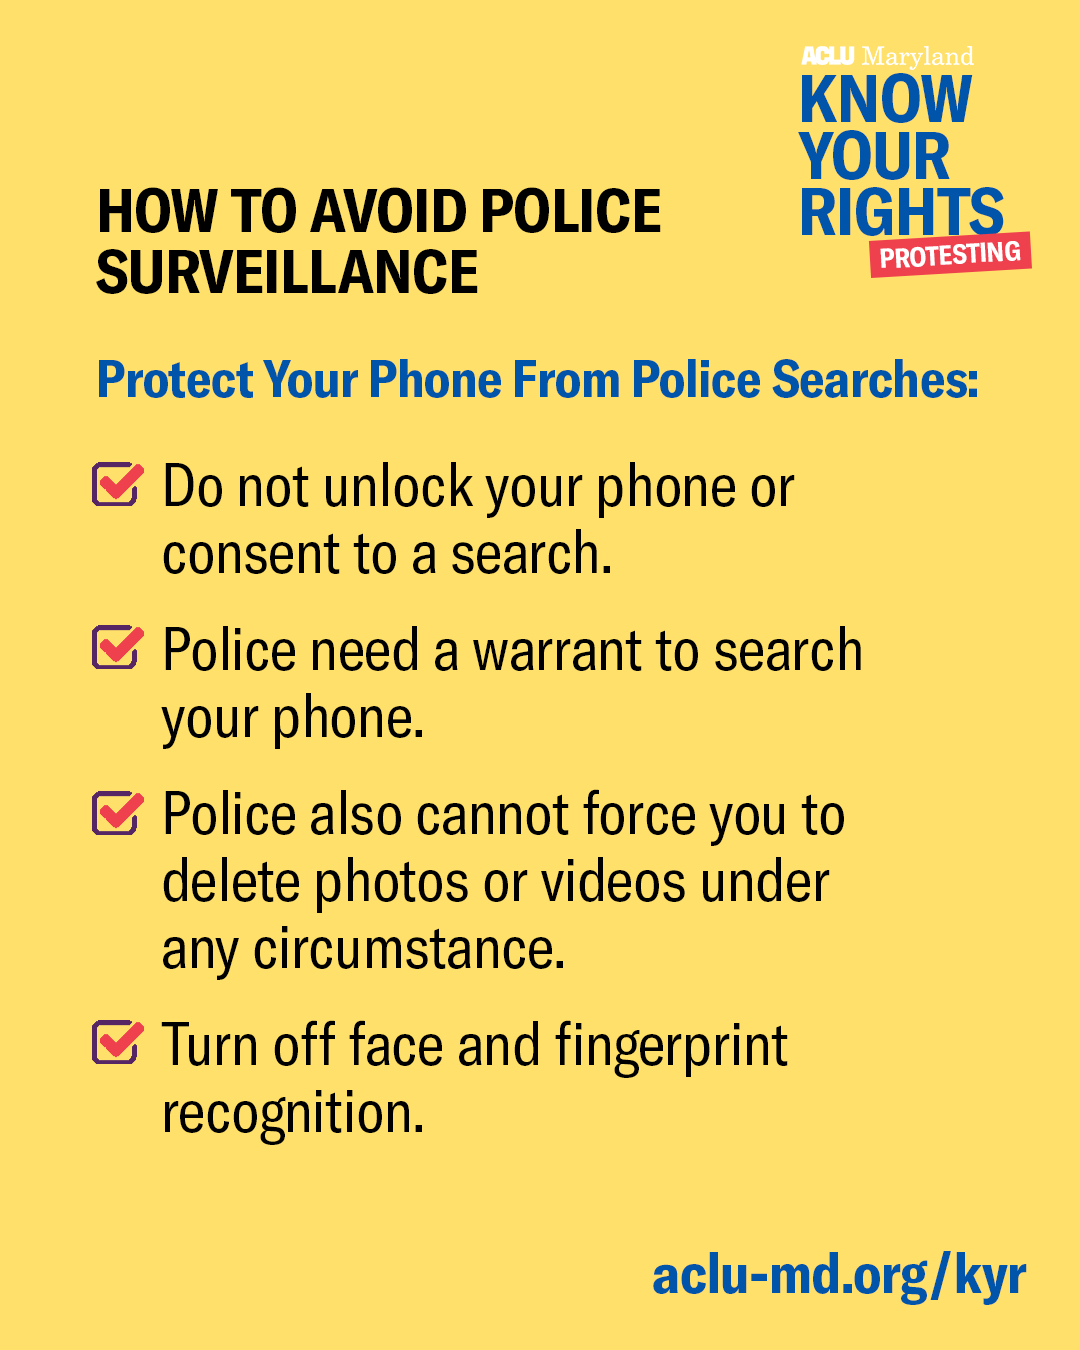 ACLU Maryland
KNOW
YOUR
RIGHTS
PROTESTING
HOW TO AVOID POLICE
SURVEILLANCE
Protect Your Phone From Police Searches:
Do not unlock your phone or
consent to a search.
Police need a warrant to search
your phone.
Police also cannot force you to
delete photos or videos under
any circumstance.
Turn off face and fingerprint
recognition.
aclu-md.org/kyr